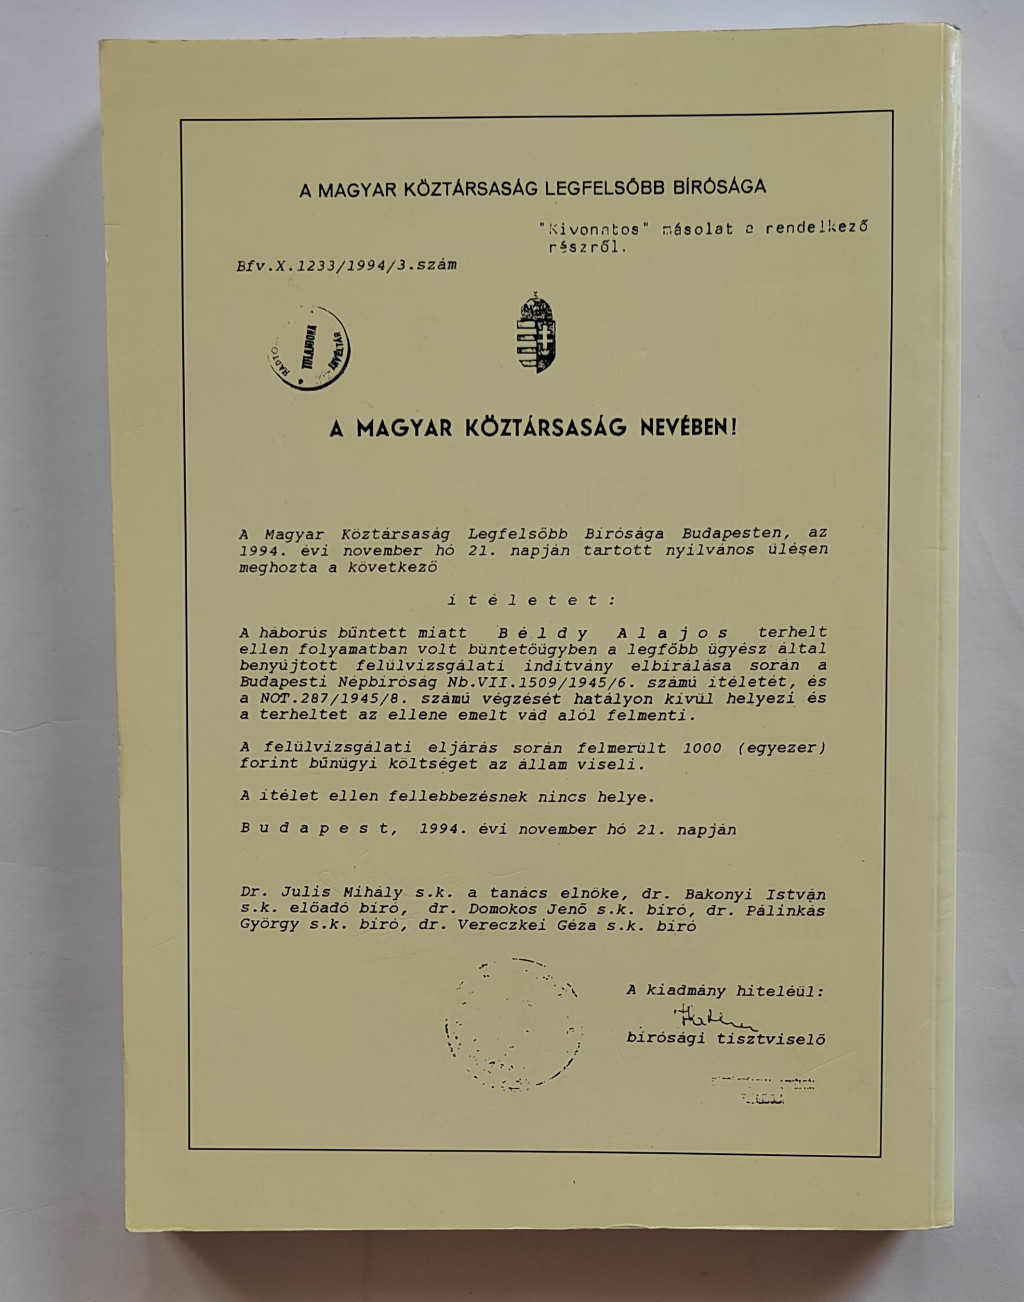 A MAGYAR KÖZTÁRSASÁG LEGFELSŐBB BÍRÓSÁGA
"Kivonatos" másolat a rendelkező
részről.
Bfv.X.1233/1994/3.szám
TULAJDONA
A MAGYAR KÖZTÁRSASÁG NEVÉBEN!
A Magyar Köztársaság Legfelsőbb Bírósága Budapesten, az
1994. évi november hó 21. napján tartott nyilvános ülésen
meghozta a következő
í t é l e t e t :
A háborús bűntett miatt B é l d y A l a j o s terhelt
ellen folyamatban volt büntetőügyben a legfőbb ügyész által
benyújtott felülvizsgálati indítvány elbírálása során a
Budapesti Népbíróság Nb.VII.1509/1945/6. számú ítéletét, és
a NOT.287/1945/8. számú végzését hatályon kívül helyezi és
a terheltet az ellene emelt vád alól felmenti.
A felülvizsgálati eljárás során felmerült 1000 (egyezer)
forint bűnügyi költséget az állam viseli.
A ítélet ellen fellebbezésnek nincs helye.
B u d a p e s t, 1994. évi november hó 21. napján
Dr. Julis Mihály s.k. a tanács elnöke, dr. Bakonyi István
s.k. előadó bíró, dr. Domokos Jenő s.k. bíró, dr. Pálinkás
György s.k. bíró, dr. Vereczkei Géza s.k. bíró
A kiadmány hiteléül:
bírósági tisztviselő